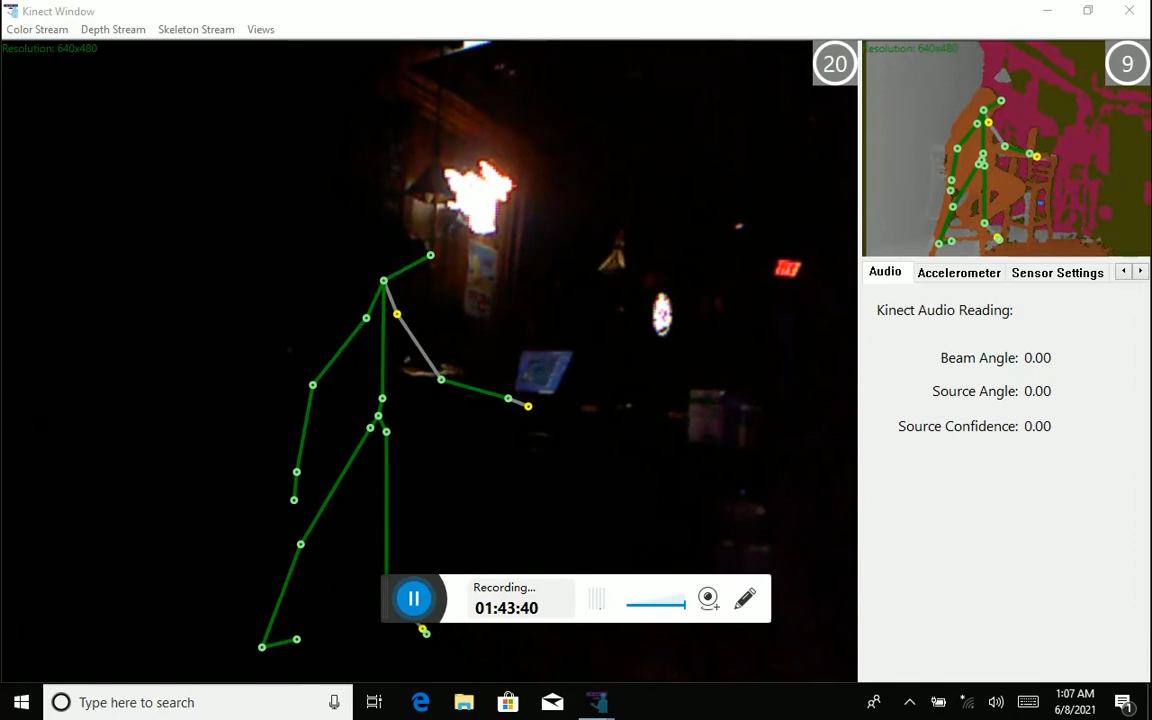 Kinect Window
Color Stream Depth Stream Skeleton Stream Views
Resolution: 640x480
20
esolution: 640x480
9
Audio Accelerometer Sensor Settings
Kinect Audio Reading:
Beam Angle: 0.00
Source Angle: 0.00
Source Confidence: 0.00
Recording...
01:43:40
Type here to search
1:07 AM
6/8/2021
1